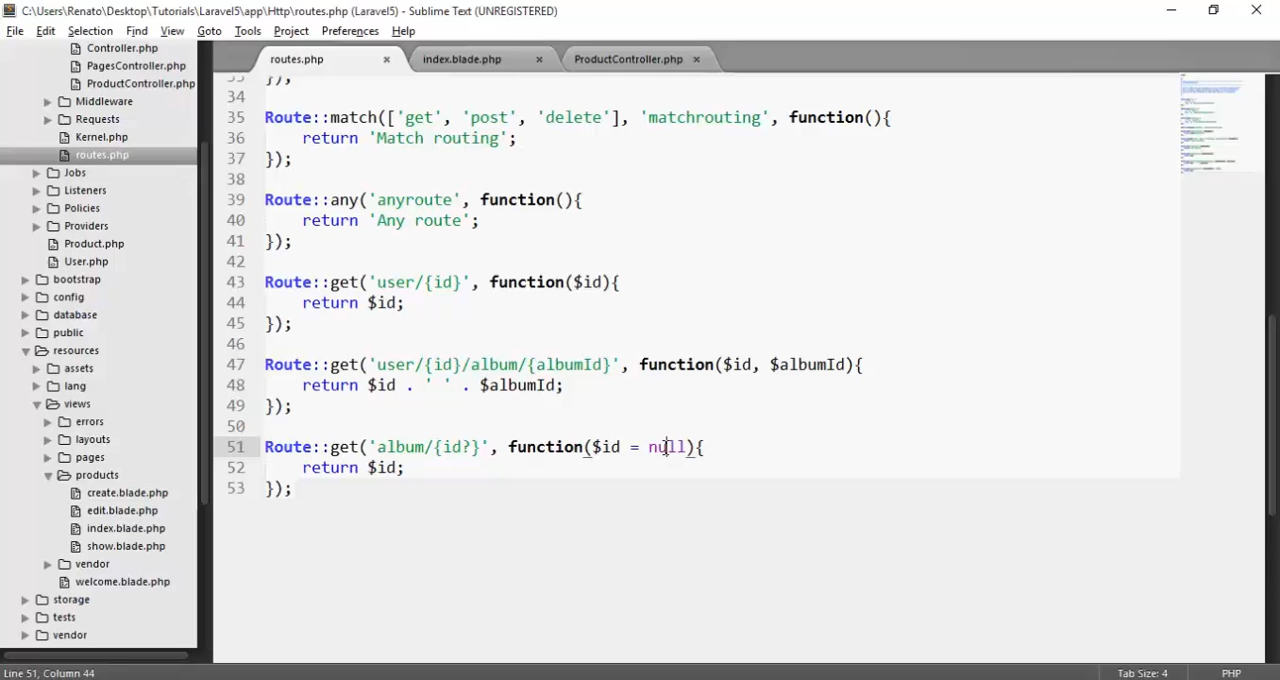 C:\Users\Renato\Desktop\Tutorials\Laravel5\app\Http\routes.php (Laravel5) - Sublime Text (UNREGISTERED)
File Edit Selection Find View Goto Tools Project Preferences Help
Controller.php
PagesController.php
ProductController.php
Middleware
Requests
Kernel.php
routes.php
Jobs
Listeners
Policies
Providers
Product.php
User.php
bootstrap
config
database
public
resources
assets
lang
views
errors
layouts
pages
products
create.blade.php
edit.blade.php
index.blade.php
show.blade.php
vendor
welcome.blade.php
storage
tests
vendor
routes.php × index.blade.php × ProductController.php ×
33 });
34
35 Route::match(['get', 'post', 'delete'], 'matchrouting', function(){
36 return 'Match routing';
37 });
38
39 Route::any('anyroute', function(){
40 return 'Any route';
41 });
42
43 Route::get('user/{id}', function($id){
44 return $id;
45 });
46
47 Route::get('user/{id}/album/{albumId}', function($id, $albumId){
48 return $id . ' ' . $albumId;
49 });
50
51 Route::get('album/{id?}', function($id = null){
52 return $id;
53 });
Line 51, Column 44 Tab Size: 4 PHP